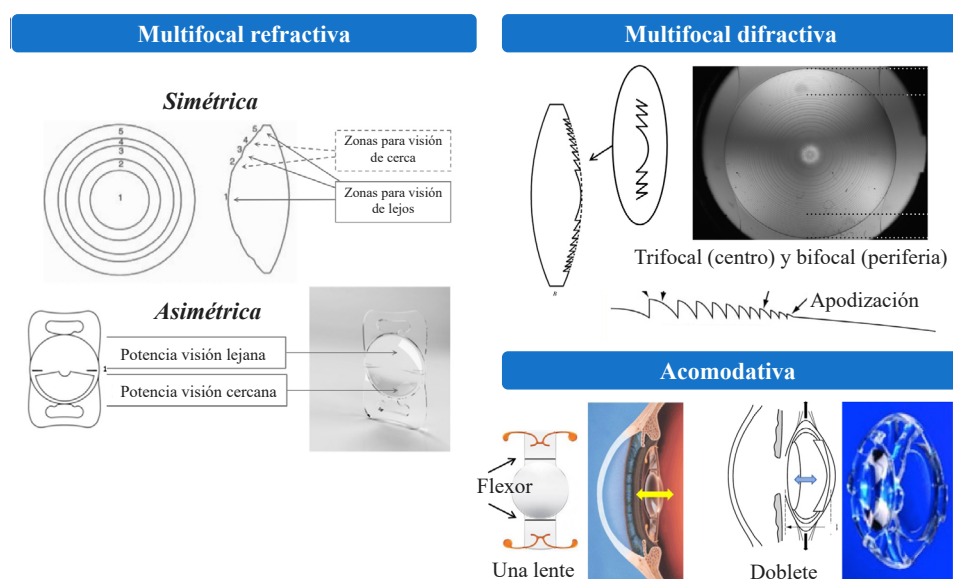 Multifocal refractiva
Simétrica
5
4
3
2
1
5
4
3
2
1
Zonas para visión
de cerca
Zonas para visión
de lejos
Asimétrica
Potencia visión lejana
1
Potencia visión cercana
Multifocal difractiva
Trifocal (centro) y bifocal (periferia)
Apodización
Acomodativa
Flexor
Una lente
Doblete